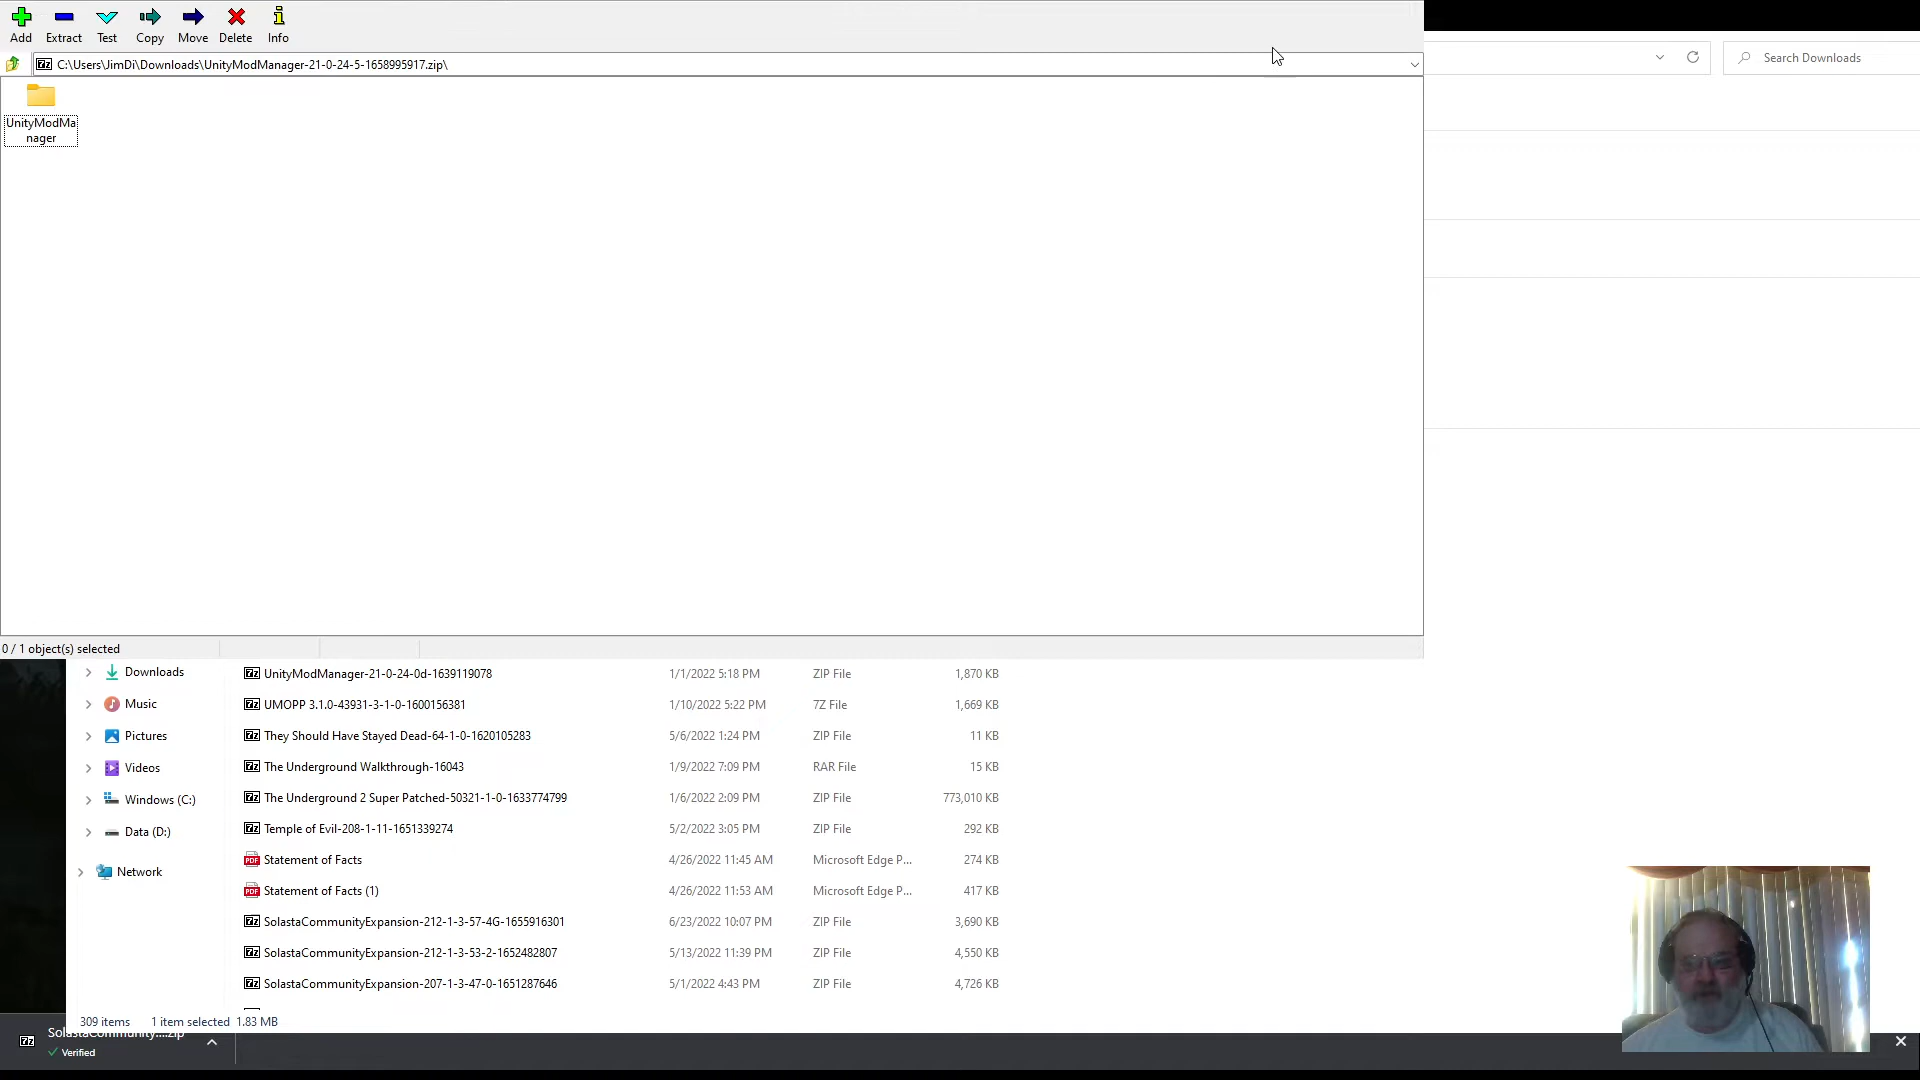 Add Extract Test Copy Move Delete Info
C:\Users\JimDi\Downloads\UnityModManager-21-0-24-5-1658995917.zip\
Search Downloads
UnityModMa
nager
0 / 1 object(s) selected
Downloads
Music
Pictures
Videos
Windows (C:)
Data (D:)
Network
UnityModManager-21-0-24-0d-1639119078 1/1/2022 5:18 PM ZIP File 1,870 KB
UMOPP 3.1.0-43931-3-1-0-1600156381 1/10/2022 5:22 PM 7Z File 1,669 KB
They Should Have Stayed Dead-64-1-0-1620105283 5/6/2022 1:24 PM ZIP File 11 KB
The Underground Walkthrough-16043 1/9/2022 7:09 PM RAR File 15 KB
The Underground 2 Super Patched-50321-1-0-1633774799 1/6/2022 2:09 PM ZIP File 773,010 KB
Temple of Evil-208-1-11-1651339274 5/2/2022 3:05 PM ZIP File 292 KB
Statement of Facts 4/26/2022 11:45 AM Microsoft Edge P... 274 KB
Statement of Facts (1) 4/26/2022 11:53 AM Microsoft Edge P... 417 KB
SolastaCommunityExpansion-212-1-3-57-4G-1655916301 6/23/2022 10:07 PM ZIP File 3,690 KB
SolastaCommunityExpansion-212-1-3-53-2-1652482807 5/13/2022 11:39 PM ZIP File 4,550 KB
SolastaCommunityExpansion-207-1-3-47-0-1651287646 5/1/2022 4:43 PM ZIP File 4,726 KB
309 items 1 item selected 1.83 MB
SolastaCommunity....zip
Verified